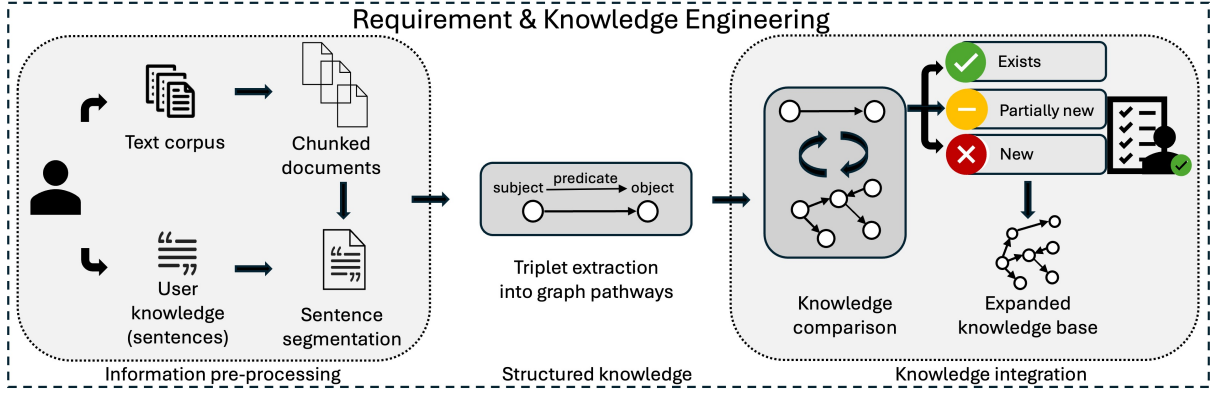 Requirement & Knowledge Engineering
Text corpus
Chunked
documents
User
knowledge
(sentences)
Sentence
segmentation
Information pre-processing
subject
predicate
object
Triplet extraction
into graph pathways
Structured knowledge
Exists
Partially new
New
Knowledge
comparison
Expanded
knowledge base
Knowledge integration